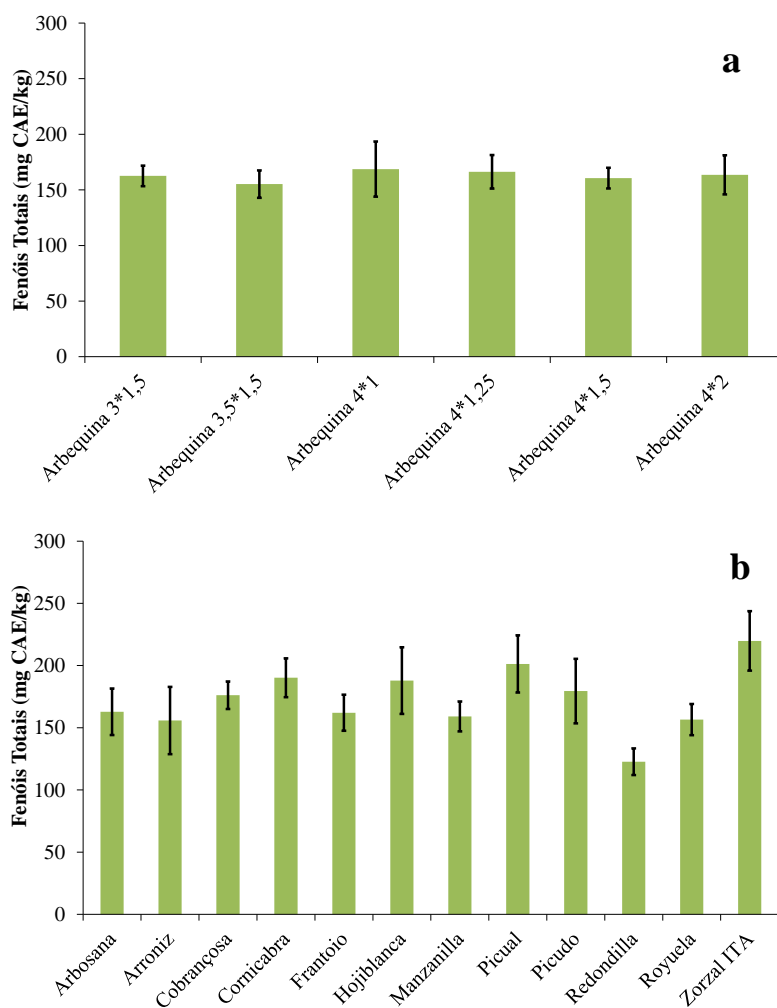 a
Fenóis Totais (mg CAE/kg)
300
250
200
150
100
50
0
Arbequina 3*1,5
Arbequina 3,5*1,5
Arbequina 4*1
Arbequina 4*1,25
Arbequina 4*1,5
Arbequina 4*2
b
Fenóis Totais (mg CAE/kg)
300
250
200
150
100
50
0
Arbosana
Arroniz
Cobrançosa
Cornicabra
Frantoio
Hojiblanca
Manzanilla
Picual
Picudo
Redondilla
Royuela
Zorzal ITA